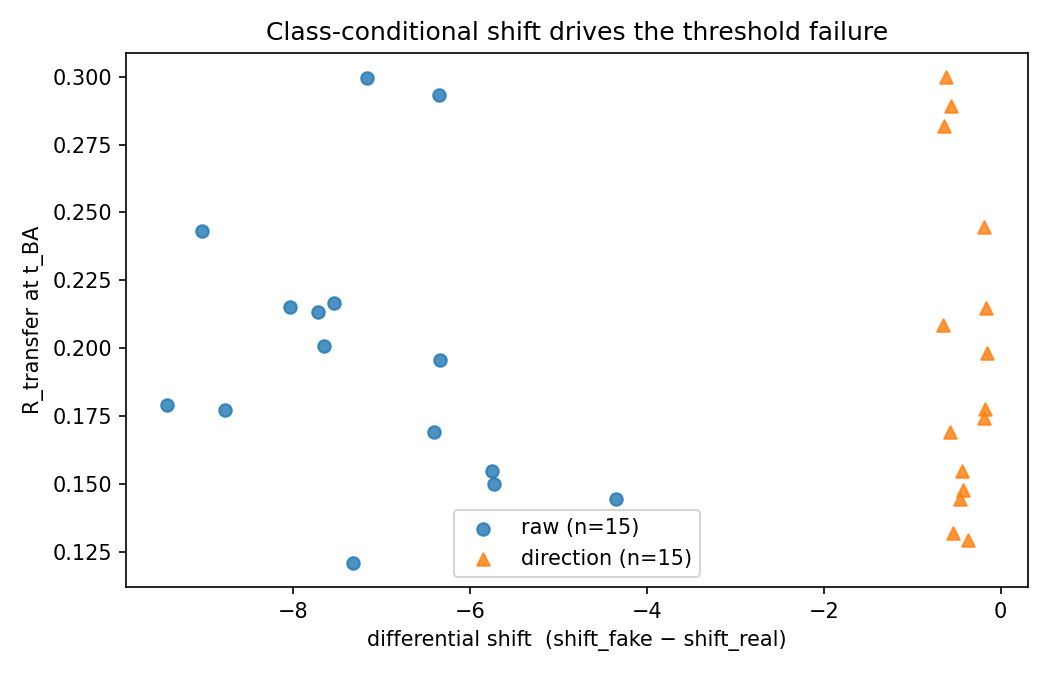 Class-conditional shift drives the threshold failure
R_transfer at t_BA
0.300
0.275
0.250
0.225
0.200
0.175
0.150
0.125
raw (n=15)
direction (n=15)
−8
−6
−4
−2
0
differential shift  (shift_fake − shift_real)